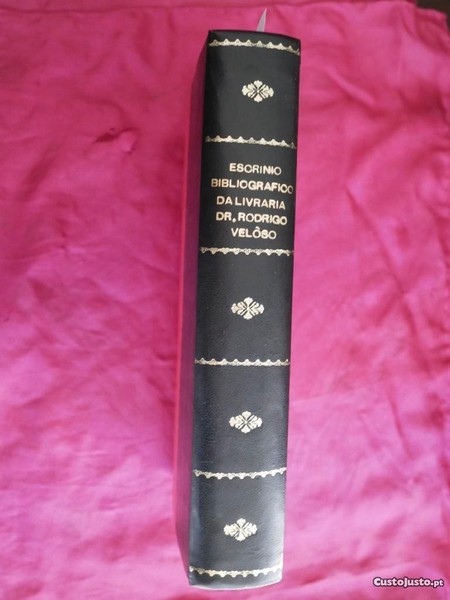 ESCRINIO
BIBLIOGRAFICO
DA LIVRARIA
DR, RODRIGO
VELÔSO
CustoJusto.pt